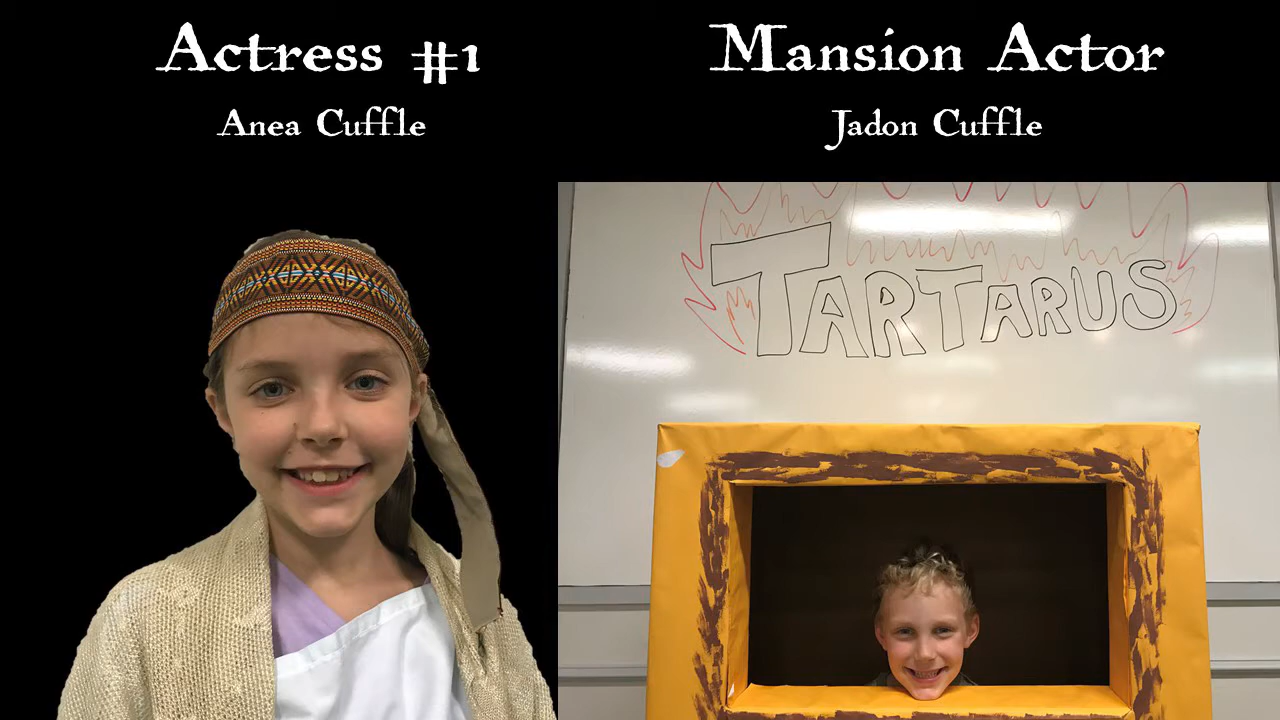 Actress #1
Anea Cuffle
Mansion Actor
Jadon Cuffle
TARTARUS